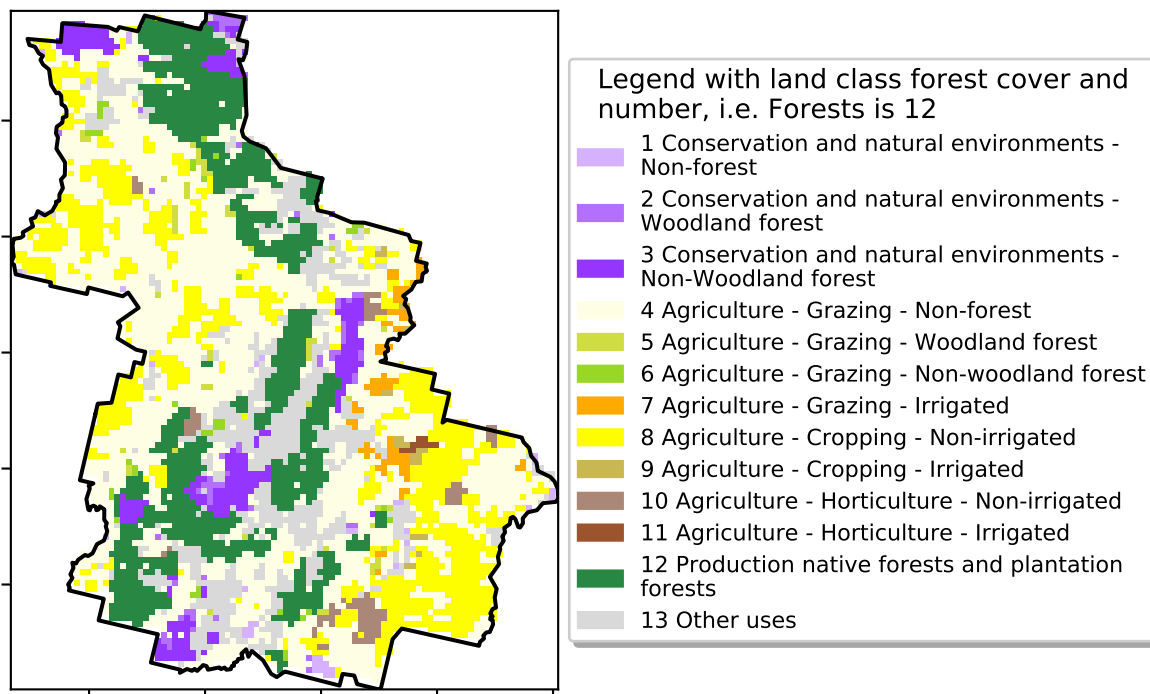 Legend with land class forest cover and
number, i.e. Forests is 12
1 Conservation and natural environments -
Non-forest
2 Conservation and natural environments -
Woodland forest
3 Conservation and natural environments -
Non-Woodland forest
4 Agriculture - Grazing - Non-forest
5 Agriculture - Grazing - Woodland forest
6 Agriculture - Grazing - Non-woodland forest
7 Agriculture - Grazing - Irrigated
8 Agriculture - Cropping - Non-irrigated
9 Agriculture - Cropping - Irrigated
10 Agriculture - Horticulture - Non-irrigated
11 Agriculture - Horticulture - Irrigated
12 Production native forests and plantation
forests
13 Other uses